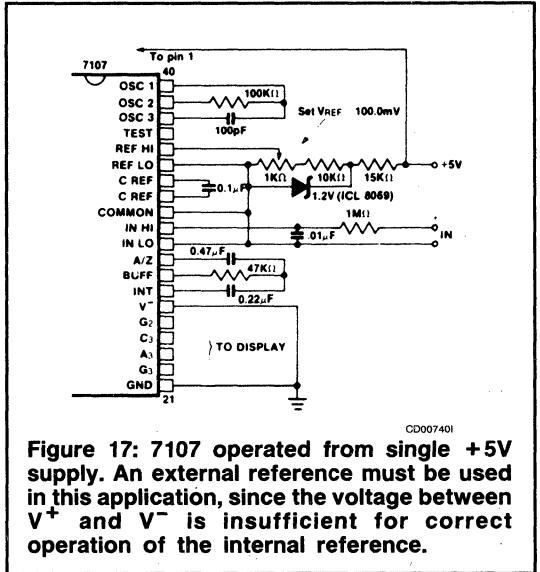 To pin 1
7107
40
OSC 1
OSC 2
OSC 3
TEST
REF HI
REF LO
C REF
C REF
COMMON
IN HI
IN LO
A/Z
BUFF
INT
V⁻
G2
C3
A3
G3
GND
21
100KΩ
100pF
Set VREF 100.0mV
+5V
1KΩ
10KΩ
15KΩ
1.2V (ICL 8069)
0.1μF
1MΩ
+
.01μF
IN
-
0.47μF
47KΩ
0.22μF
TO DISPLAY
CD00740I
Figure 17: 7107 operated from single +5V
supply. An external reference must be used
in this application, since the voltage between
V⁺ and V⁻ is insufficient for correct
operation of the internal reference.